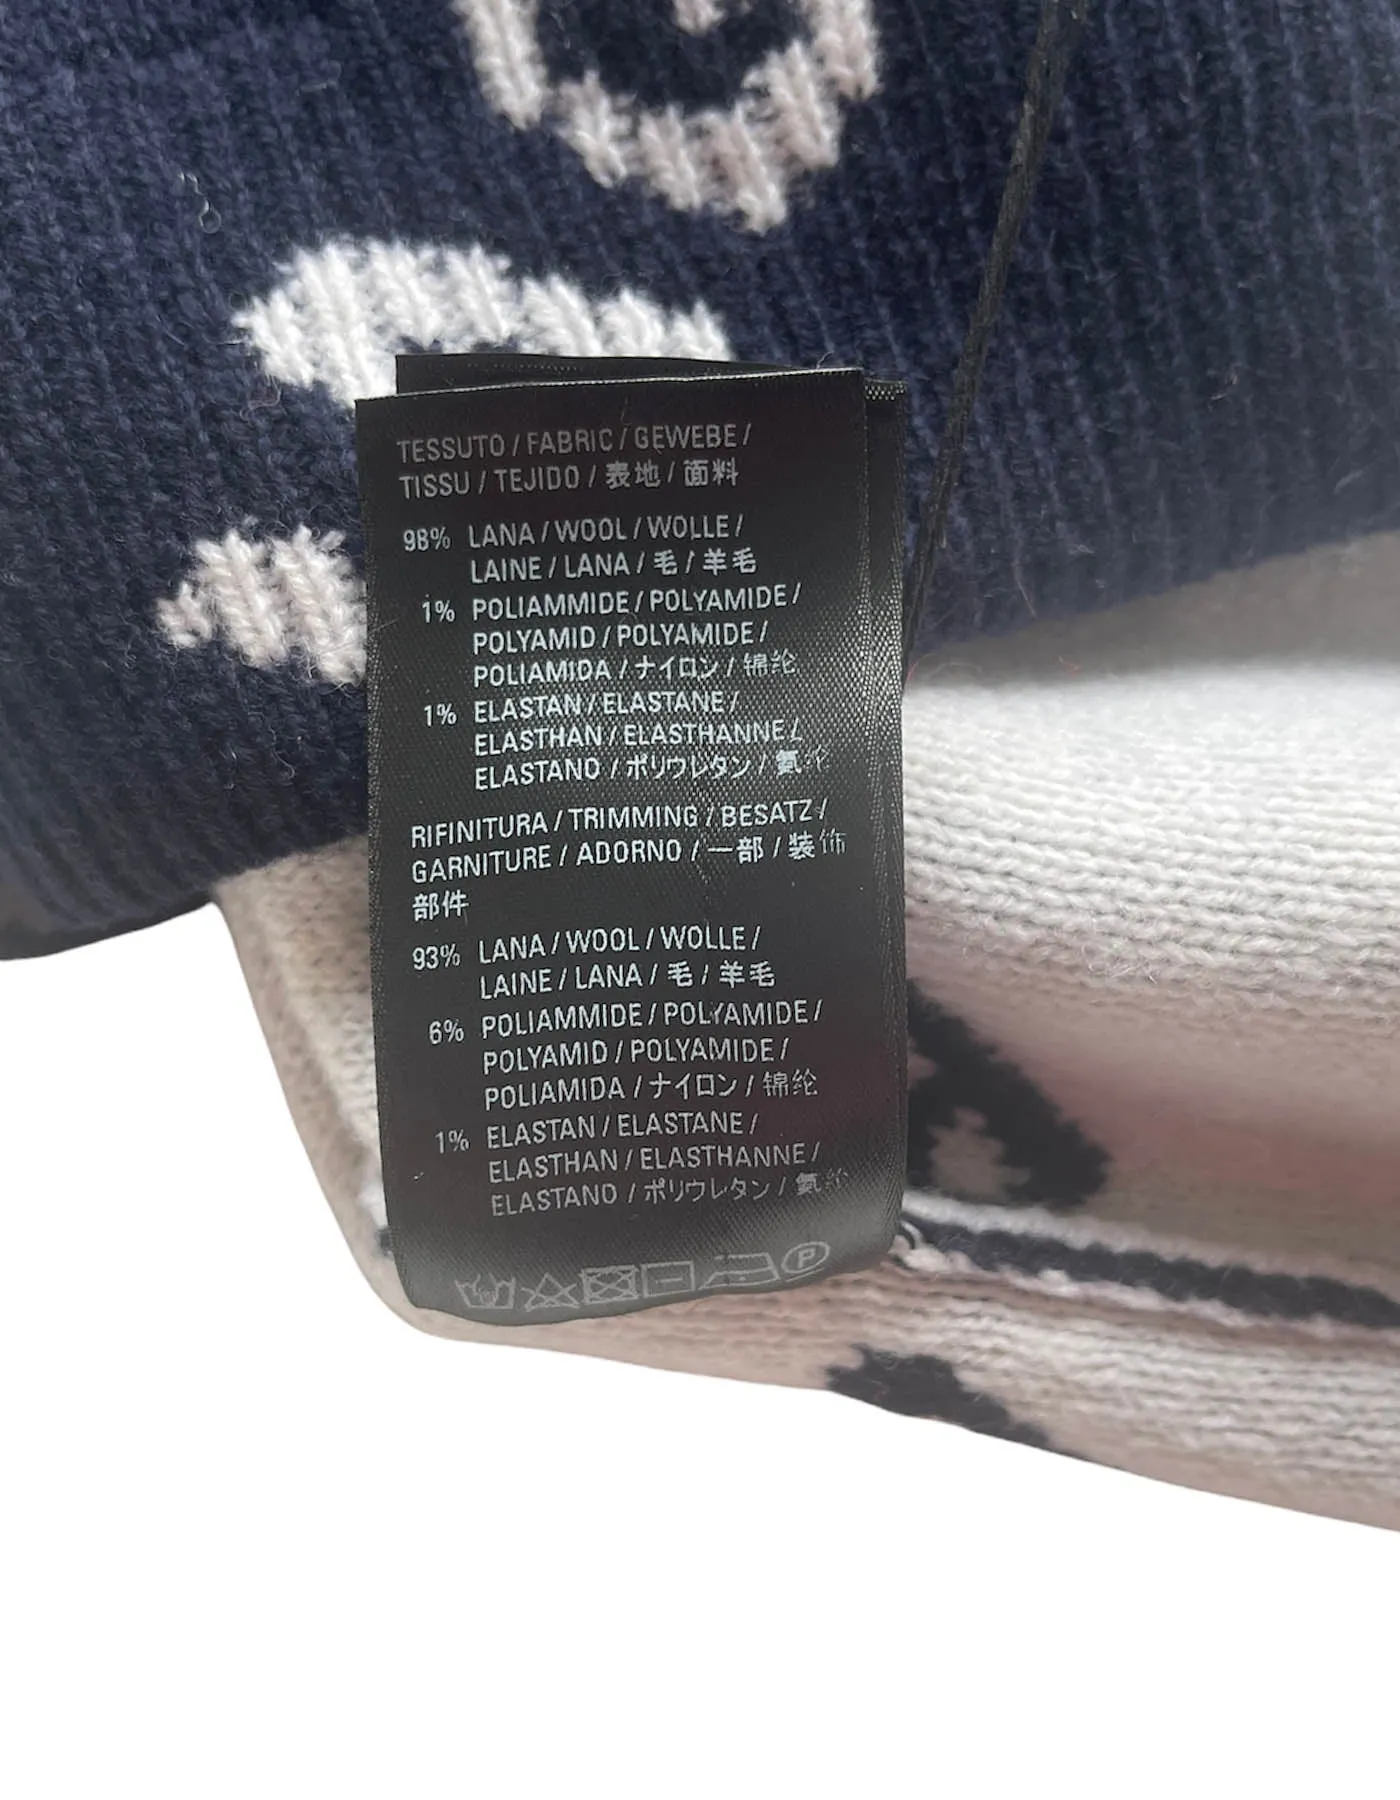 TESSUTO / FABRIC / GEWEBE /
TISSU / TEJIDO / 表地 / 面料
98% LANA / WOOL / WOLLE /
LAINE / LANA / 毛 / 羊毛
1% POLIAMMIDE / POLYAMIDE /
POLYAMID / POLYAMIDE /
POLIAMIDA / ナイロン / 锦纶
1% ELASTAN / ELASTANE /
ELASTHAN / ELASTHANNE /
ELASTANO / ポリウレタン / 氨纶
RIFINITURA / TRIMMING / BESATZ /
GARNITURE / ADORNO / 一部 / 装饰
部件
93% LANA / WOOL / WOLLE /
LAINE / LANA / 毛 / 羊毛
6% POLIAMMIDE / POLYAMIDE /
POLYAMID / POLYAMIDE /
POLIAMIDA / ナイロン / 锦纶
1% ELASTAN / ELASTANE /
ELASTHAN / ELASTHANNE /
ELASTANO / ポリウレタン / 氨纶
P